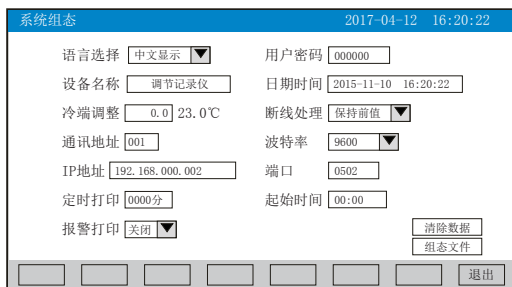 系统组态 2017-04-12 16:20:22
语言选择 中文显示 用户密码 000000
设备名称 调节记录仪 日期时间 2015-11-10 16:20:22
冷端调整 0.0 23.0℃ 断线处理 保持前值
通讯地址 001 波特率 9600
IP地址 192.168.000.002 端口 0502
定时打印 0000分 起始时间 00:00
报警打印 关闭 清除数据
组态文件
退出